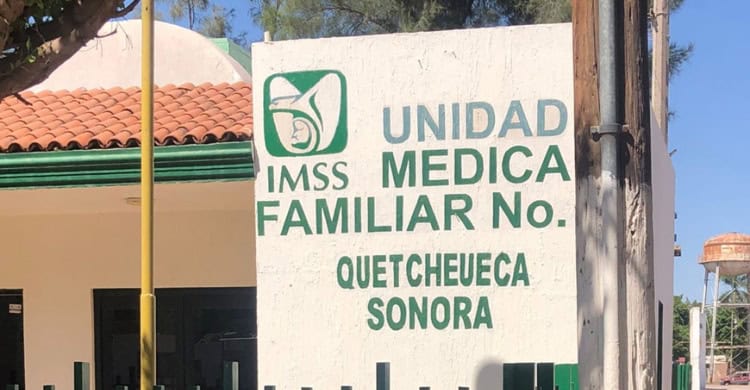 IMSS
UNIDAD
MEDICA
FAMILIAR No.
QUETCHEUECA
SONORA